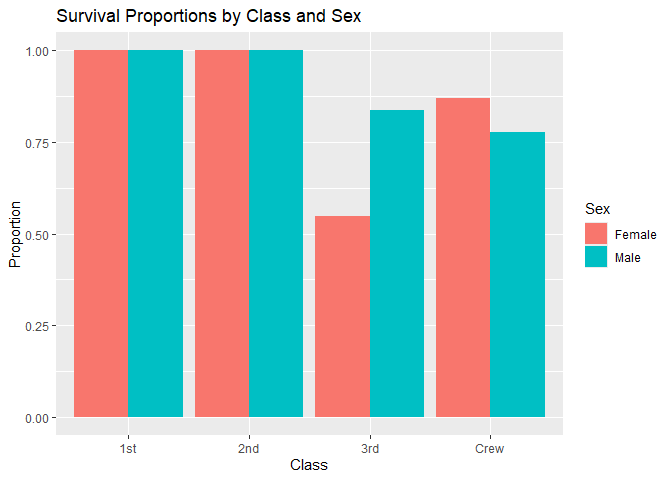 Survival Proportions by Class and Sex
1.00
0.75
0.50
0.25
0.00
Proportion
1st 2nd 3rd Crew
Class
Sex
Female
Male